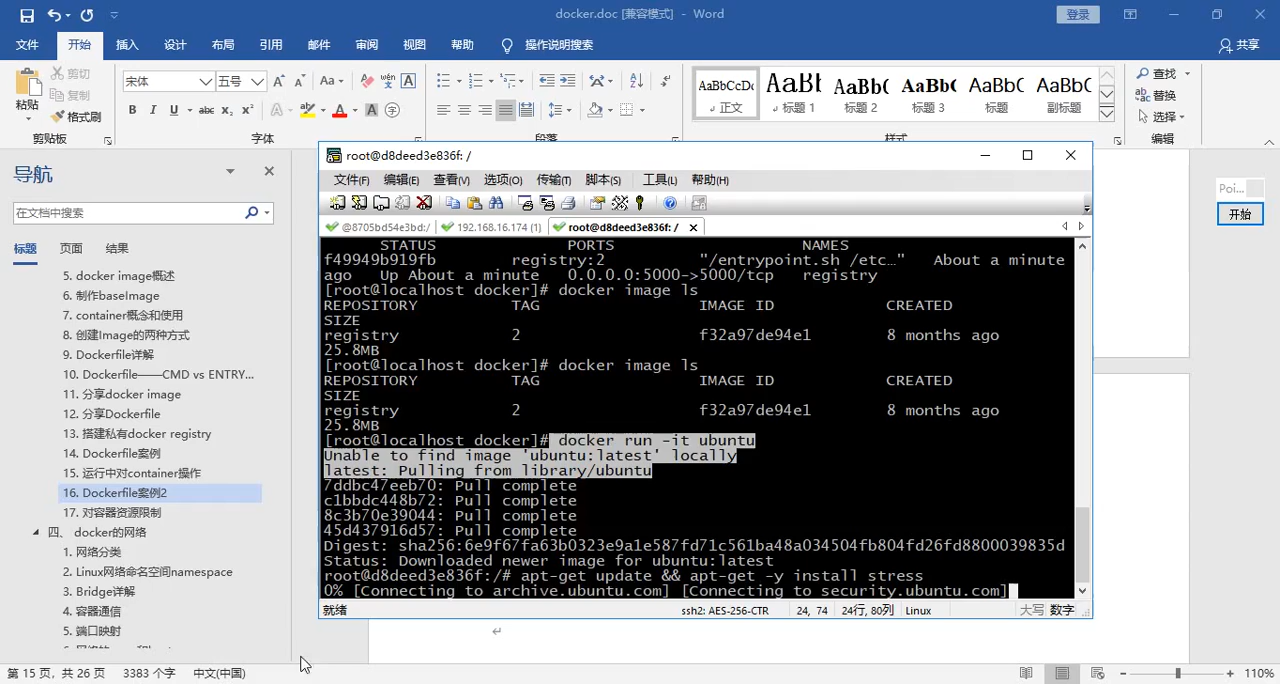 docker.doc [兼容模式] - Word
登录
文件 开始 插入 设计 布局 引用 邮件 审阅 视图 帮助 操作说明搜索 共享
粘贴
剪切
复制
格式刷
剪贴板
宋体 五号
字体
段落
AaBbCcDc
正文
标题 1
AaBbC
标题 2
AaBbC
标题 3
AaBbC
标题
AaBbC
副标题
样式
查找
替换
选择
编辑
导航
在文档中搜索
标题 页面 结果
5. docker image概述
6. 制作baseImage
7. container概念和使用
8. 创建Image的两种方式
9. Dockerfile详解
10. Dockerfile——CMD vs ENTRY...
11. 分享docker image
12. 分享Dockerfile
13. 搭建私有docker registry
14. Dockerfile案例
15. 运行中对container操作
16. Dockerfile案例2
17. 对容器资源限制
四、 docker的网络
1. 网络分类
2. Linux网络命名空间namespace
3. Bridge详解
4. 容器通信
5. 端口映射
root@d8deed3e836f: /
文件(F) 编辑(E) 查看(V) 选项(O) 传输(T) 脚本(S) 工具(L) 帮助(H)
@8705bd54e3bd:/ 192.168.16.174 (1) root@d8deed3e836f: /
STATUS PORTS NAMES
f49949b919fb registry:2 "/entrypoint.sh /etc…" About a minute
ago Up About a minute 0.0.0.0:5000->5000/tcp registry
[root@localhost docker]# docker image ls
REPOSITORY TAG IMAGE ID CREATED
SIZE
registry 2 f32a97de94e1 8 months ago
25.8MB
[root@localhost docker]# docker image ls
REPOSITORY TAG IMAGE ID CREATED
SIZE
registry 2 f32a97de94e1 8 months ago
25.8MB
[root@localhost docker]# docker run -it ubuntu
Unable to find image 'ubuntu:latest' locally
latest: Pulling from library/ubuntu
7ddbc47eeb70: Pull complete
c1bbdc448b72: Pull complete
8c3b70e39044: Pull complete
45d437916d57: Pull complete
Digest: sha256:6e9f67fa63b0323e9a1e587fd71c561ba48a034504fb804fd26fd8800039835d
Status: Downloaded newer image for ubuntu:latest
root@d8deed3e836f:/# apt-get update && apt-get -y install stress
0% [Connecting to archive.ubuntu.com] [Connecting to security.ubuntu.com]
就绪 ssh2: AES-256-CTR 24, 74 24行, 80列 Linux 大写 数字
Poi...
开始
第 15 页，共 26 页 3383 个字 中文(中国) 110%